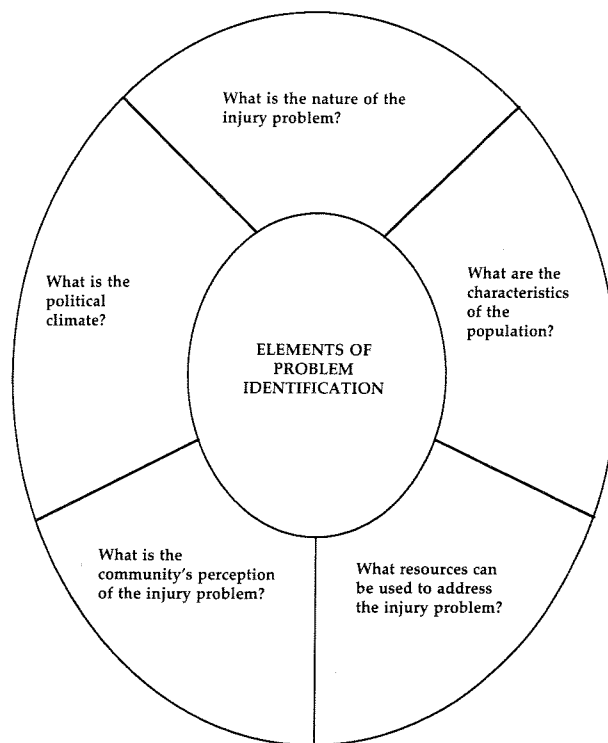 What is the nature of the
injury problem?
What is the
political
climate?
What are the
characteristics
of the
population?
ELEMENTS OF
PROBLEM
IDENTIFICATION
What is the
community's perception
of the injury problem?
What resources can
be used to address
the injury problem?